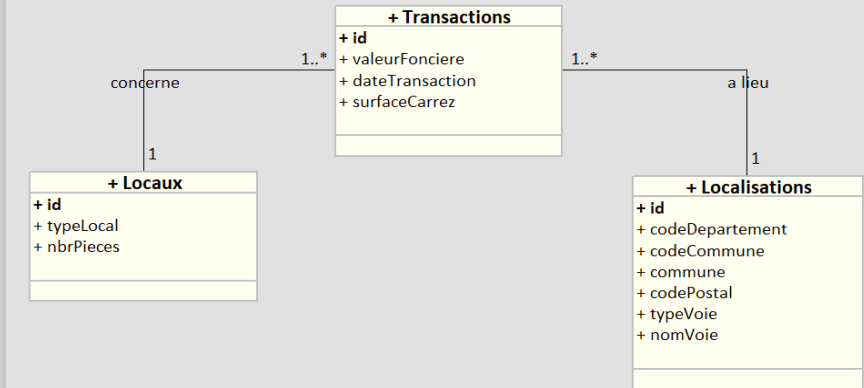 + Transactions
+ id
+ valeurFonciere
+ dateTransaction
+ surfaceCarrez
1..*
1..*
concerne
a lieu
1
1
+ Locaux
+ id
+ typeLocal
+ nbrPieces
+ Localisations
+ id
+ codeDepartement
+ codeCommune
+ commune
+ codePostal
+ typeVoie
+ nomVoie